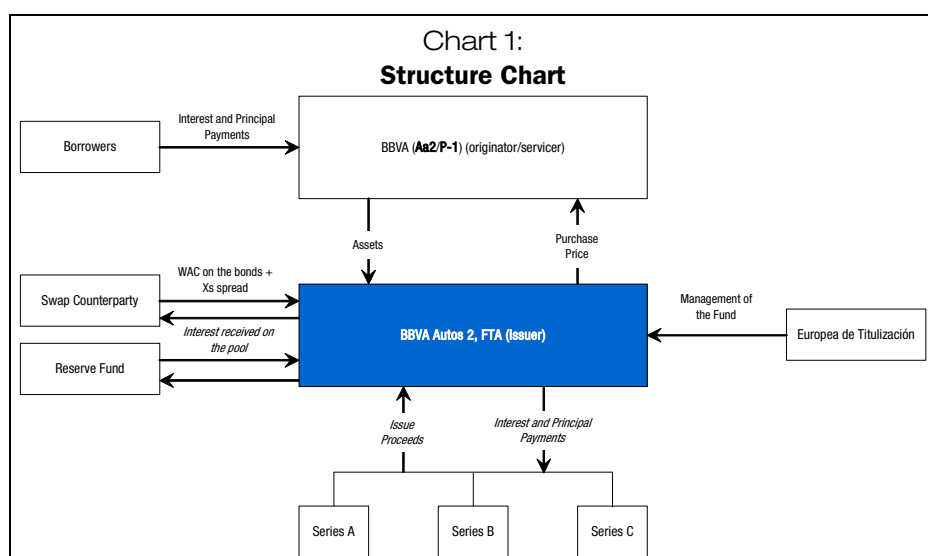 Chart 1:
Structure Chart
Interest and Principal
Payments
Borrowers
BBVA (Aa2/P-1) (originator/servicer)
Assets
Purchase
Price
WAC on the bonds +
Xs spread
Swap Counterparty
Management of
the Fund
Interest received on
the pool
BBVA Autos 2, FTA (Issuer)
Europea de Titulización
Reserve Fund
Issue
Proceeds
Interest and Principal
Payments
Series A
Series B
Series C